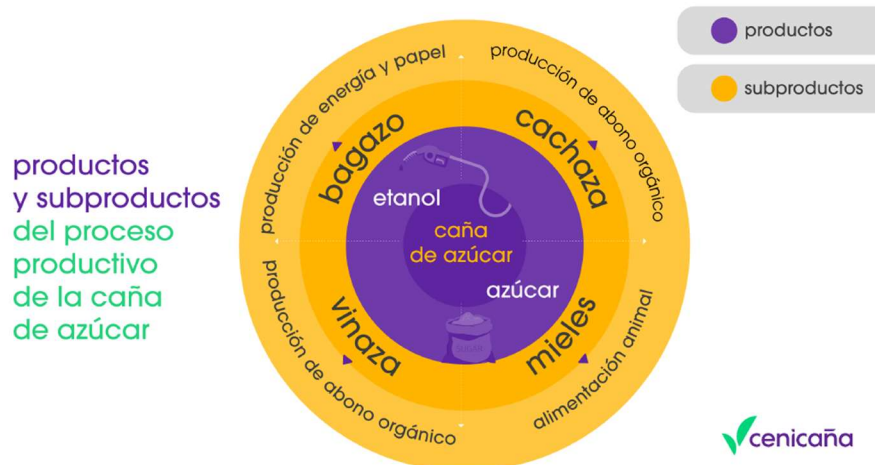 productos
subproductos
productos
y subproductos
del proceso
productivo
de la caña
de azúcar
producción de energía y papel
producción de abono orgánico
bagazo
cachaza
etanol
caña
de azúcar
azúcar
vinaza
mieles
producción de abono orgánico
alimentación animal
cenicaña